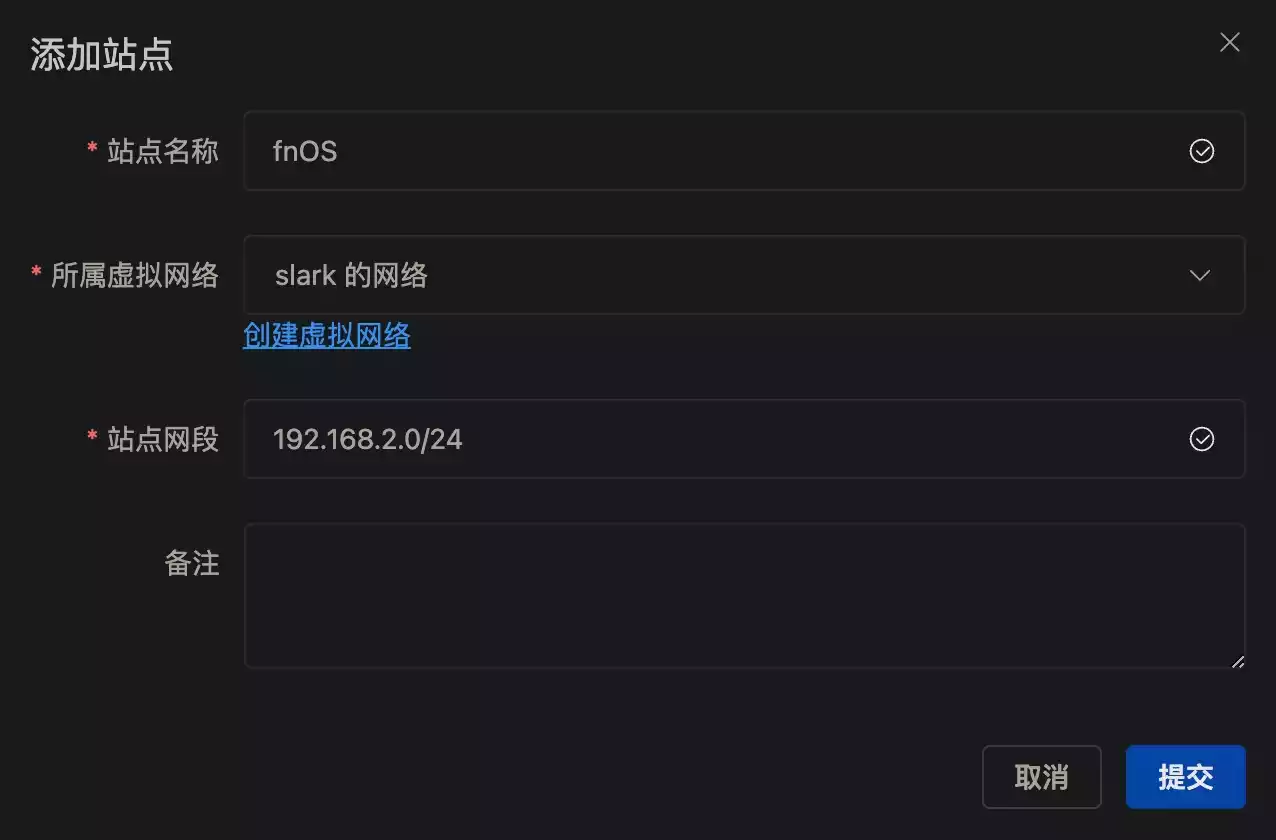 添加站点
* 站点名称 fnOS
* 所属虚拟网络 slark 的网络
创建虚拟网络
* 站点网段 192.168.2.0/24
备注
取消 提交